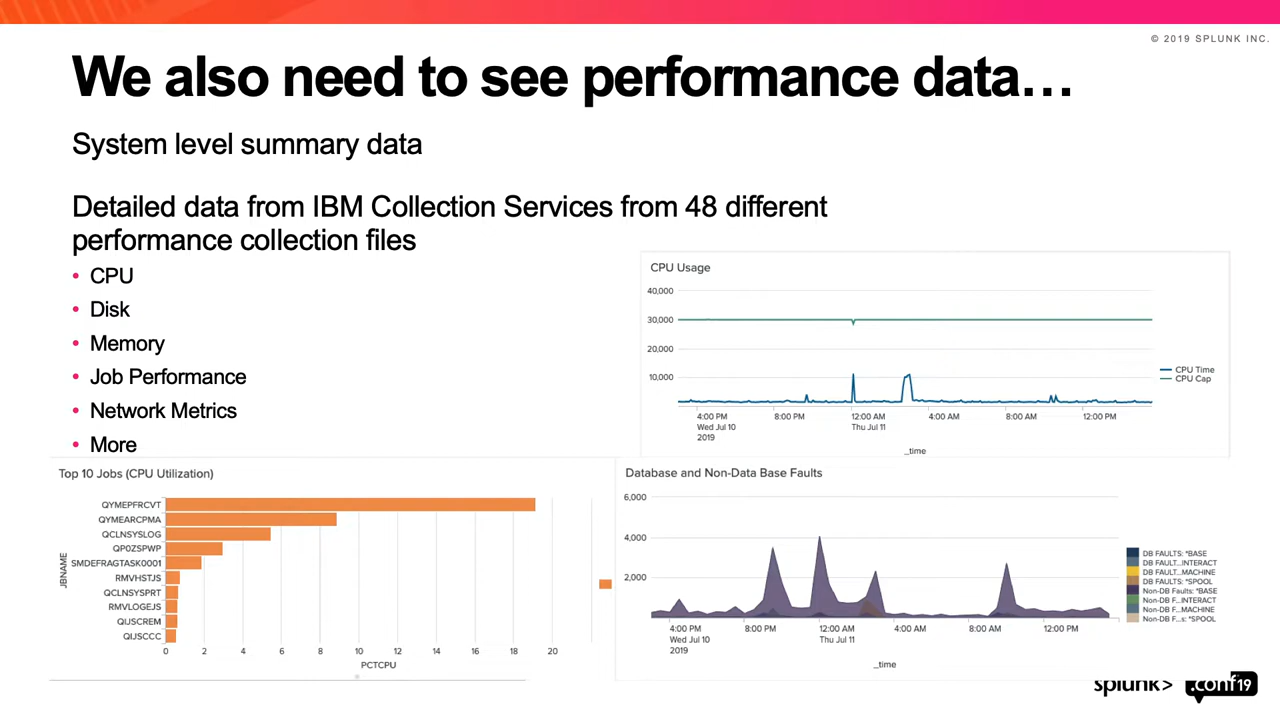 © 2019 SPLUNK INC.
We also need to see performance data…
System level summary data
Detailed data from IBM Collection Services from 48 different
performance collection files
• CPU
• Disk
• Memory
• Job Performance
• Network Metrics
• More
CPU Usage
40,000
30,000
20,000
10,000
4:00 PM
Wed Jul 10
2019
8:00 PM
12:00 AM
Thu Jul 11
4:00 AM
8:00 AM
12:00 PM
_time
CPU Time
CPU Cap
Top 10 Jobs (CPU Utilization)
JBNAME
QYMEPFRCVT
QYMEARCPMA
QCLNSYSLOG
QP0ZSPWP
SMDEFRAGTASK0001
RMVHSTJS
QCLNSYSPRT
RMVLOGEJS
QIJSCREM
QIJSCCC
0 2 4 6 8 10 12 14 16 18 20
PCTCPU
Database and Non-Data Base Faults
6,000
4,000
2,000
4:00 PM
Wed Jul 10
2019
8:00 PM
12:00 AM
Thu Jul 11
4:00 AM
8:00 AM
12:00 PM
_time
DB FAULTS: *BASE
DB FAULT...INTERACT
DB FAULT...MACHINE
DB FAULTS: *SPOOL
Non-DB Faults: *BASE
Non-DB F...INTERACT
Non-DB F...MACHINE
Non-DB F...s: *SPOOL
splunk>
.conf19